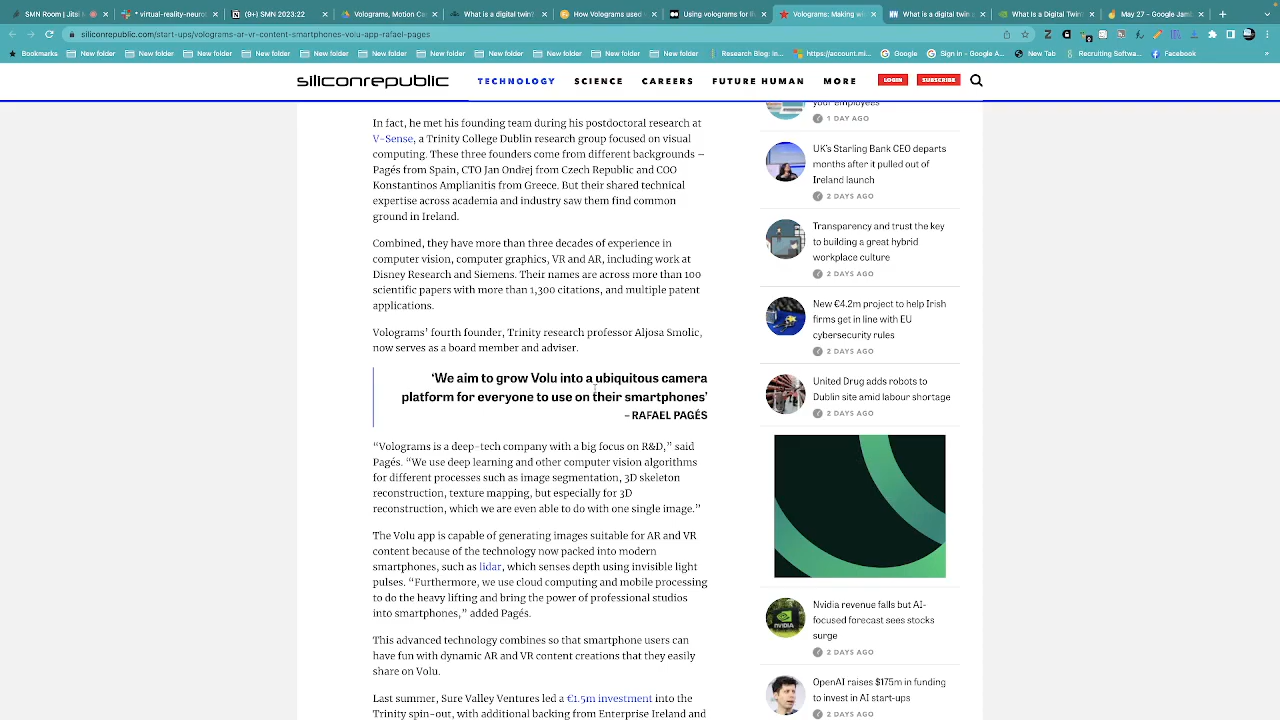 SMN Room | Jitsi M
* virtual-reality-neuro
(9+) SMN 2023:22
Volograms, Motion Ca
What is a digital twin?
How Volograms used
Using volograms for B
Volograms: Making w
What is a digital twin
What Is a Digital Twin
May 27 – Google Jam
siliconrepublic.com/start-ups/volograms-ar-vr-content-smartphones-volu-app-rafael-pages
Bookmarks
New folder
New folder
New folder
New folder
New folder
New folder
New folder
New folder
New folder
New folder
Research Blog: In...
https://account.mi...
Google
Sign in - Google A...
New Tab
Recruiting Softwa...
Facebook
siliconrepublic
TECHNOLOGY
SCIENCE
CAREERS
FUTURE HUMAN
MORE
LOGIN
SUBSCRIBE
In fact, he met his founding team during his postdoctoral research at
V-Sense, a Trinity College Dublin research group focused on visual
computing. These three founders come from different backgrounds –
Pagés from Spain, CTO Jan Ondřej from Czech Republic and COO
Konstantinos Amplianitis from Greece. But their shared technical
expertise across academia and industry saw them find common
ground in Ireland.
Combined, they have more than three decades of experience in
computer vision, computer graphics, VR and AR, including work at
Disney Research and Siemens. Their names are across more than 100
scientific papers with more than 1,300 citations, and multiple patent
applications.
Volograms’ fourth founder, Trinity research professor Aljosa Smolic,
now serves as a board member and adviser.
‘We aim to grow Volu into a ubiquitous camera
platform for everyone to use on their smartphones’
– RAFAEL PAGÉS
“Volograms is a deep-tech company with a big focus on R&D,” said
Pagés. “We use deep learning and other computer vision algorithms
for different processes such as image segmentation, 3D skeleton
reconstruction, texture mapping, but especially for 3D
reconstruction, which we are even able to do with one single image.”
The Volu app is capable of generating images suitable for AR and VR
content because of the technology now packed into modern
smartphones, such as lidar, which senses depth using invisible light
pulses. “Furthermore, we use cloud computing and mobile processing
to do the heavy lifting and bring the power of professional studios
into smartphones,” added Pagés.
This advanced technology combines so that smartphone users can
have fun with dynamic AR and VR content creations that they easily
share on Volu.
Last summer, Sure Valley Ventures led a €1.5m investment into the
Trinity spin-out, with additional backing from Enterprise Ireland and
your employees
1 DAY AGO
UK’s Starling Bank CEO departs
months after it pulled out of
Ireland launch
2 DAYS AGO
Transparency and trust the key
to building a great hybrid
workplace culture
2 DAYS AGO
New €4.2m project to help Irish
firms get in line with EU
cybersecurity rules
2 DAYS AGO
United Drug adds robots to
Dublin site amid labour shortage
2 DAYS AGO
NVIDIA
Nvidia revenue falls but AI-
focused forecast sees stocks
surge
2 DAYS AGO
OpenAI raises $175m in funding
to invest in AI start-ups
2 DAYS AGO